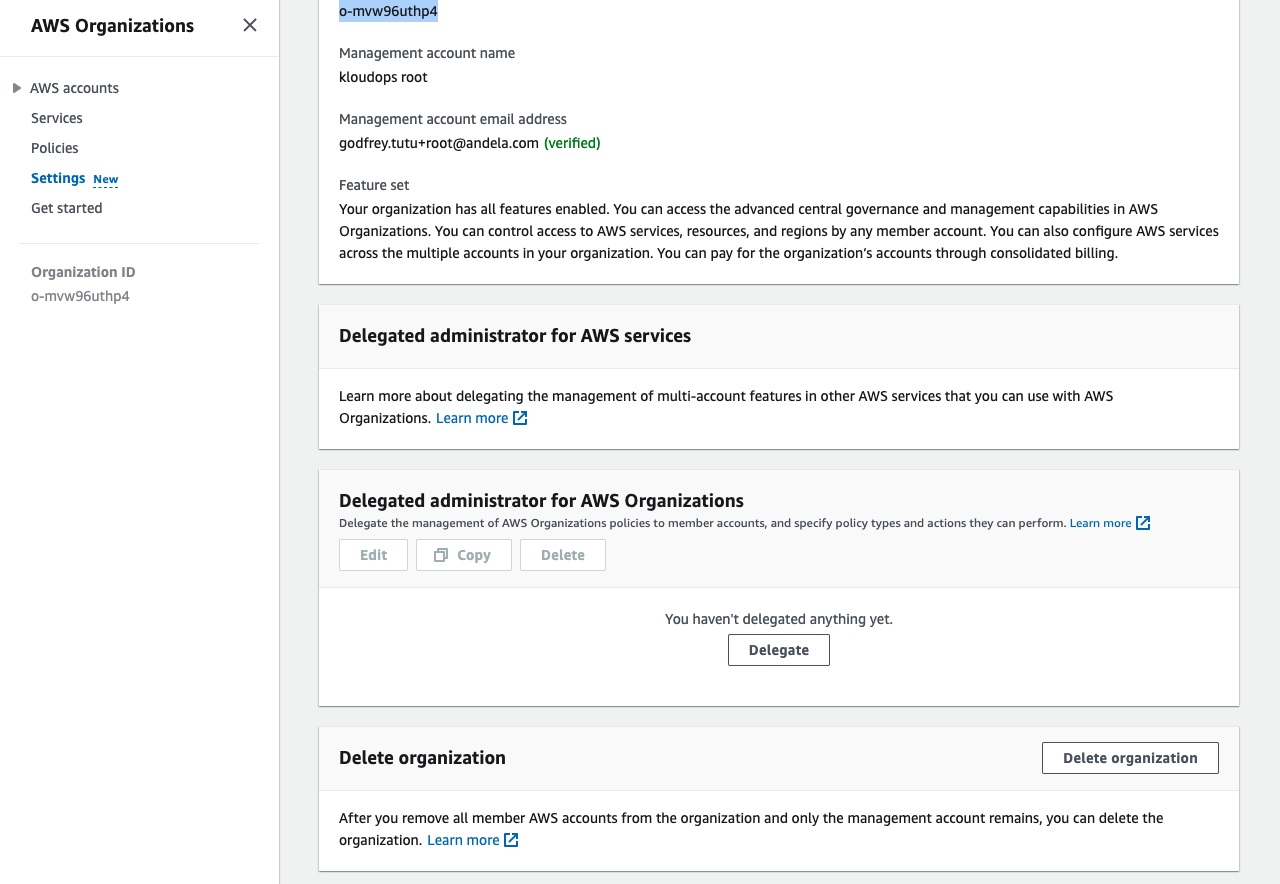 AWS Organizations
AWS accounts
Services
Policies
Settings New
Get started
Organization ID
o-mvw96uthp4
o-mvw96uthp4
Management account name
kloudops root
Management account email address
godfrey.tutu+root@andela.com (verified)
Feature set
Your organization has all features enabled. You can access the advanced central governance and management capabilities in AWS
Organizations. You can control access to AWS services, resources, and regions by any member account. You can also configure AWS services
across the multiple accounts in your organization. You can pay for the organization’s accounts through consolidated billing.
Delegated administrator for AWS services
Learn more about delegating the management of multi-account features in other AWS services that you can use with AWS
Organizations. Learn more
Delegated administrator for AWS Organizations
Delegate the management of AWS Organizations policies to member accounts, and specify policy types and actions they can perform. Learn more
Edit Copy Delete
You haven't delegated anything yet.
Delegate
Delete organization Delete organization
After you remove all member AWS accounts from the organization and only the management account remains, you can delete the
organization. Learn more